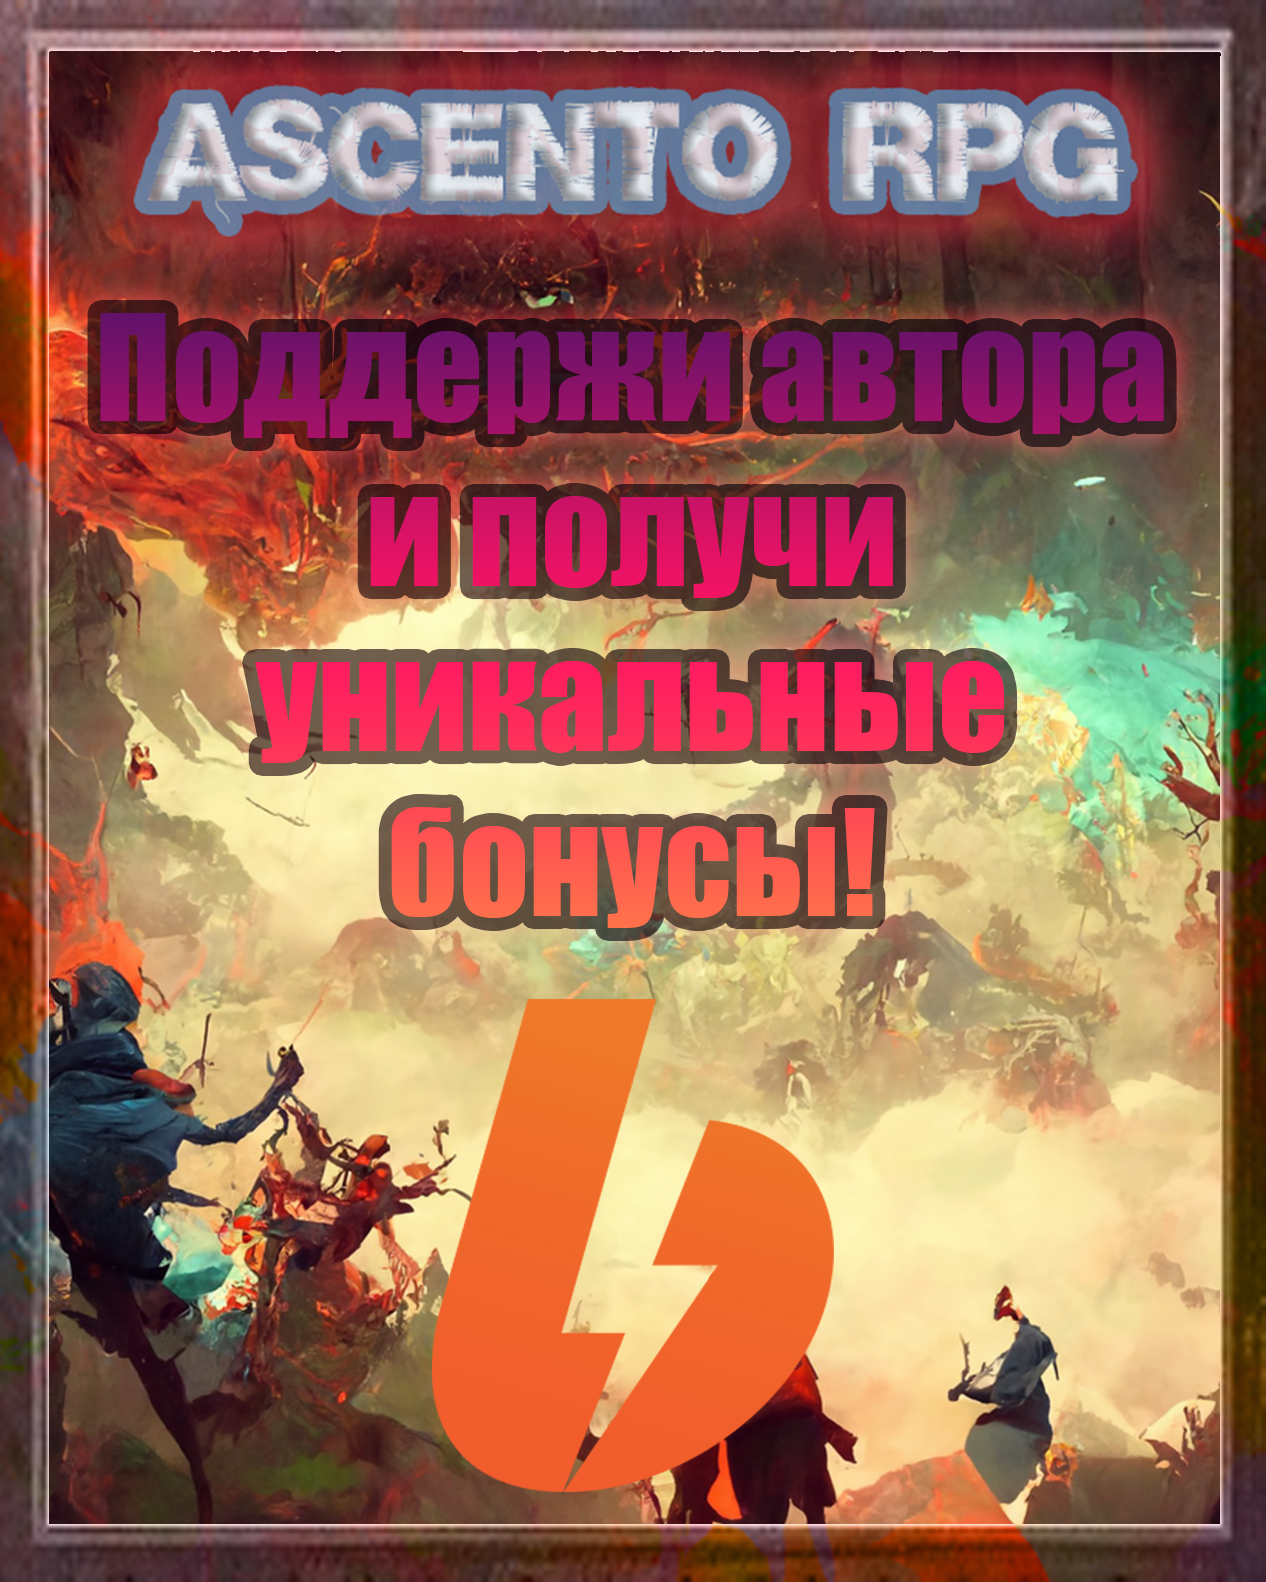 ASCENTO RPG
Поддержи автора
и получи
уникальные
бонусы!